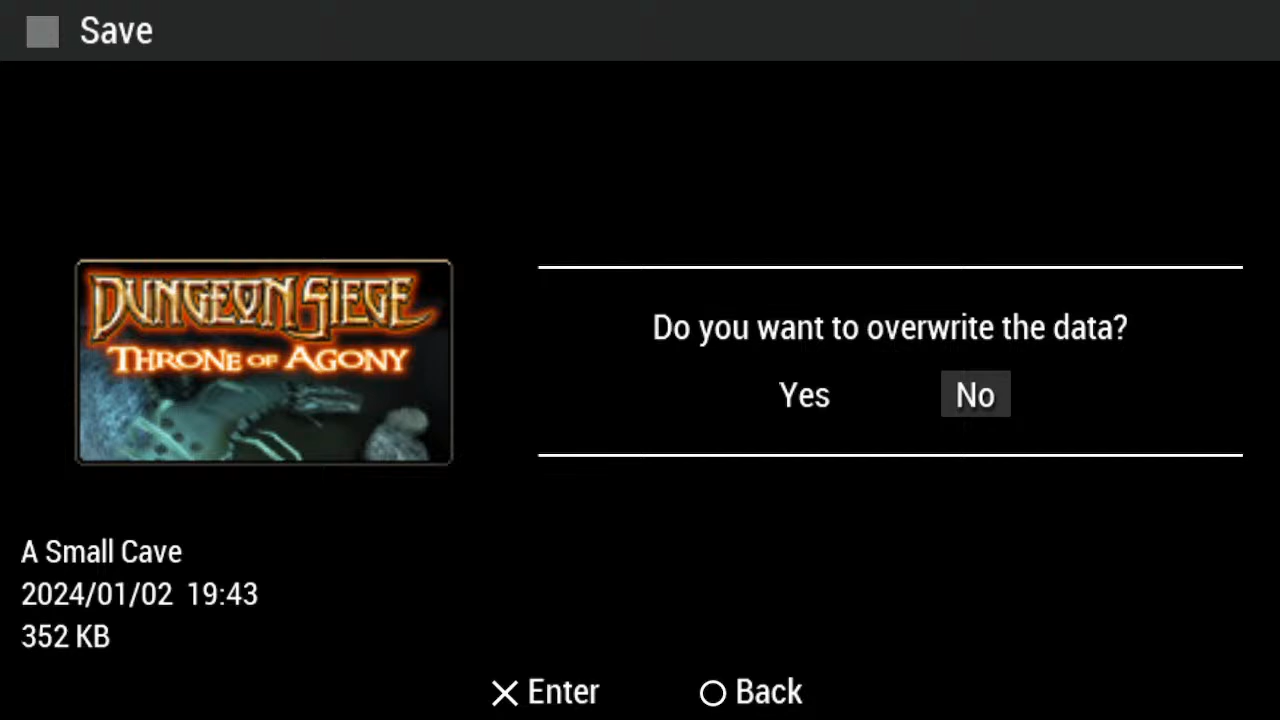 Save
DUNGEON SIEGE
THRONE OF AGONY
Do you want to overwrite the data?
Yes No
A Small Cave
2024/01/02 19:43
352 KB
Enter Back